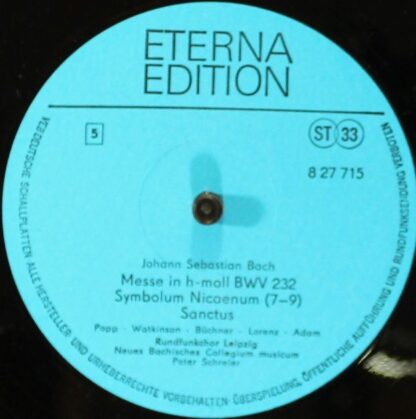 ETERNA
EDITION
5
ST 33
8 27 715
Johann Sebastian Bach
Messe in h-moll BWV 232
Symbolum Nicaenum (7-9)
Sanctus
Popp · Watkinson · Büchner · Lorenz · Adam
Rundfunkchor Leipzig
Neues Bachisches Collegium musicum
Peter Schreier
VEB DEUTSCHE SCHALLPLATTEN ALLE HERSTELLER- UND URHEBERRECHTE VORBEHALTEN · ÜBERSPIELUNG, ÖFFENTLICHE AUFFÜHRUNG UND RUNDFUNKSENDUNG VERBOTEN